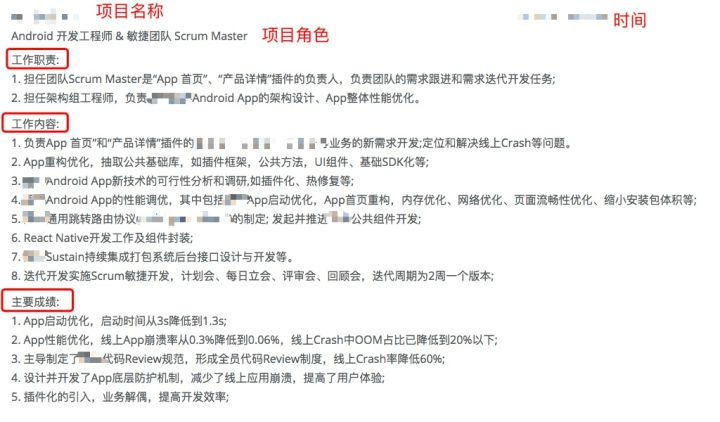 项目名称
时间
Android 开发工程师 & 敏捷团队 Scrum Master 项目角色
工作职责:
1. 担任团队Scrum Master是“App 首页”、“产品详情”插件的负责人，负责团队的需求跟进和需求迭代开发任务;
2. 担任架构组工程师，负责 Android App的架构设计、App整体性能优化。
工作内容:
1. 负责App 首页”和“产品详情”插件的 业务的新需求开发;定位和解决线上Crash等问题。
2. App重构优化，抽取公共基础库，如插件框架，公共方法，UI组件、基础SDK化等;
3. Android App新技术的可行性分析和调研,如插件化、热修复等;
4. Android App的性能调优，其中包括 App启动优化，App首页重构，内存优化、网络优化、页面流畅性优化、缩小安装包体积等;
5. 通用跳转路由协议 的制定; 发起并推进 公共组件开发;
6. React Native开发工作及组件封装;
7. Sustain持续集成打包系统后台接口设计与开发等。
8. 迭代开发实施Scrum敏捷开发，计划会、每日立会、评审会、回顾会，迭代周期为2周一个版本;
主要成绩:
1. App启动优化，启动时间从3s降低到1.3s;
2. App性能优化，线上App崩溃率从0.3%降低到0.06%，线上Crash中OOM占比已降低到20%以下;
3. 主导制定了 代码Review规范，形成全员代码Review制度，线上Crash率降低60%;
4. 设计并开发了App底层防护机制，减少了线上应用崩溃，提高了用户体验;
5. 插件化的引入，业务解偶，提高开发效率;